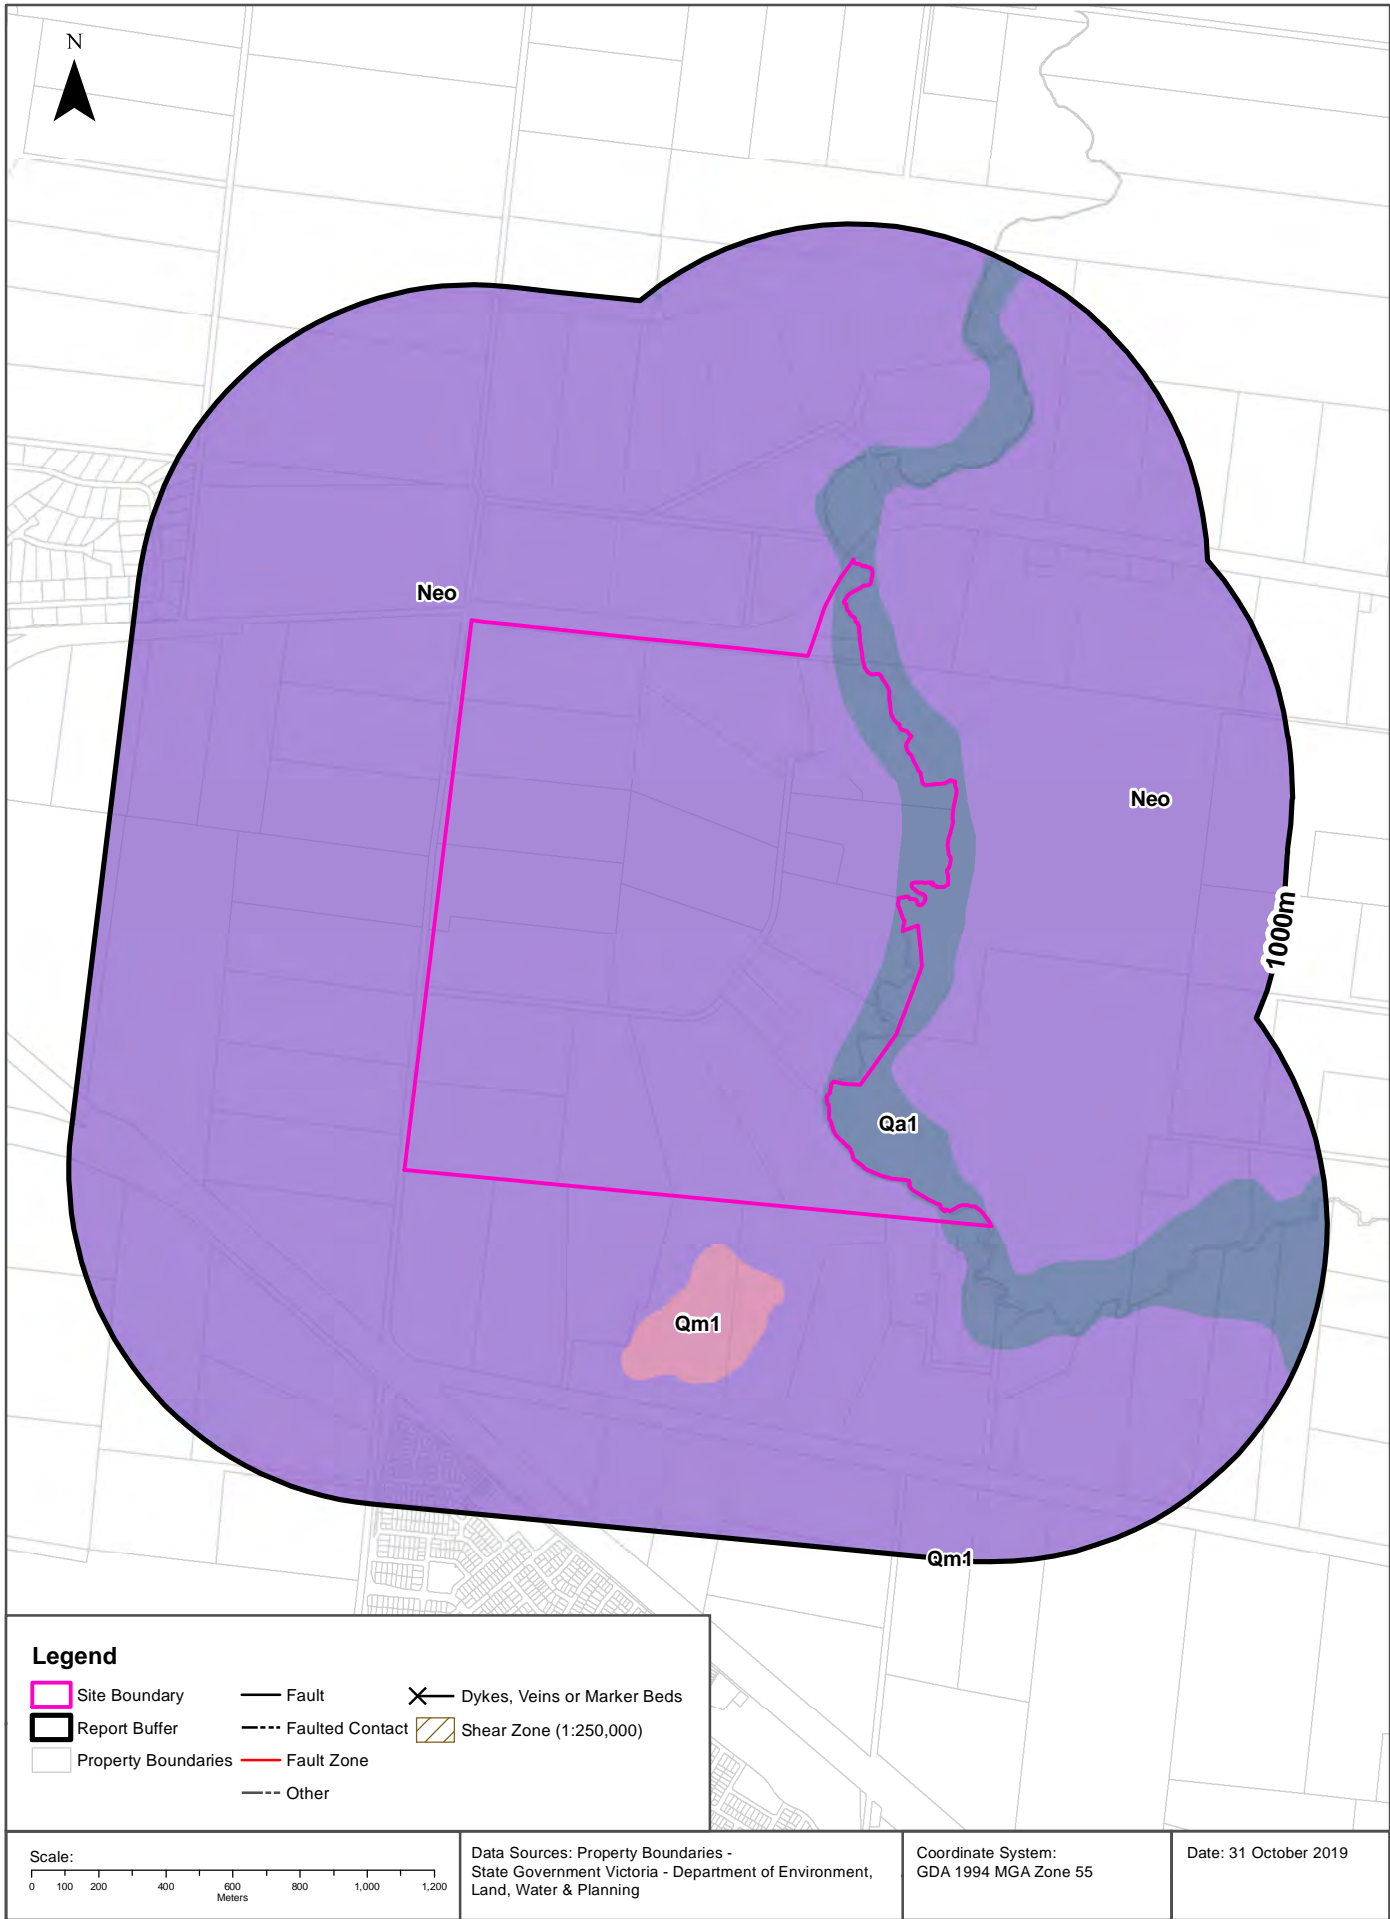 N
Neo
Neo
1000m
Qa1
Qm1
Qm1
Legend
Site Boundary
Report Buffer
Property Boundaries
Fault
Faulted Contact
Fault Zone
Other
Dykes, Veins or Marker Beds
Shear Zone (1:250,000)
Scale:
0 100 200 400 600 800 1,000 1,200
Meters
Data Sources: Property Boundaries -
State Government Victoria - Department of Environment,
Land, Water & Planning
Coordinate System:
GDA 1994 MGA Zone 55
Date: 31 October 2019